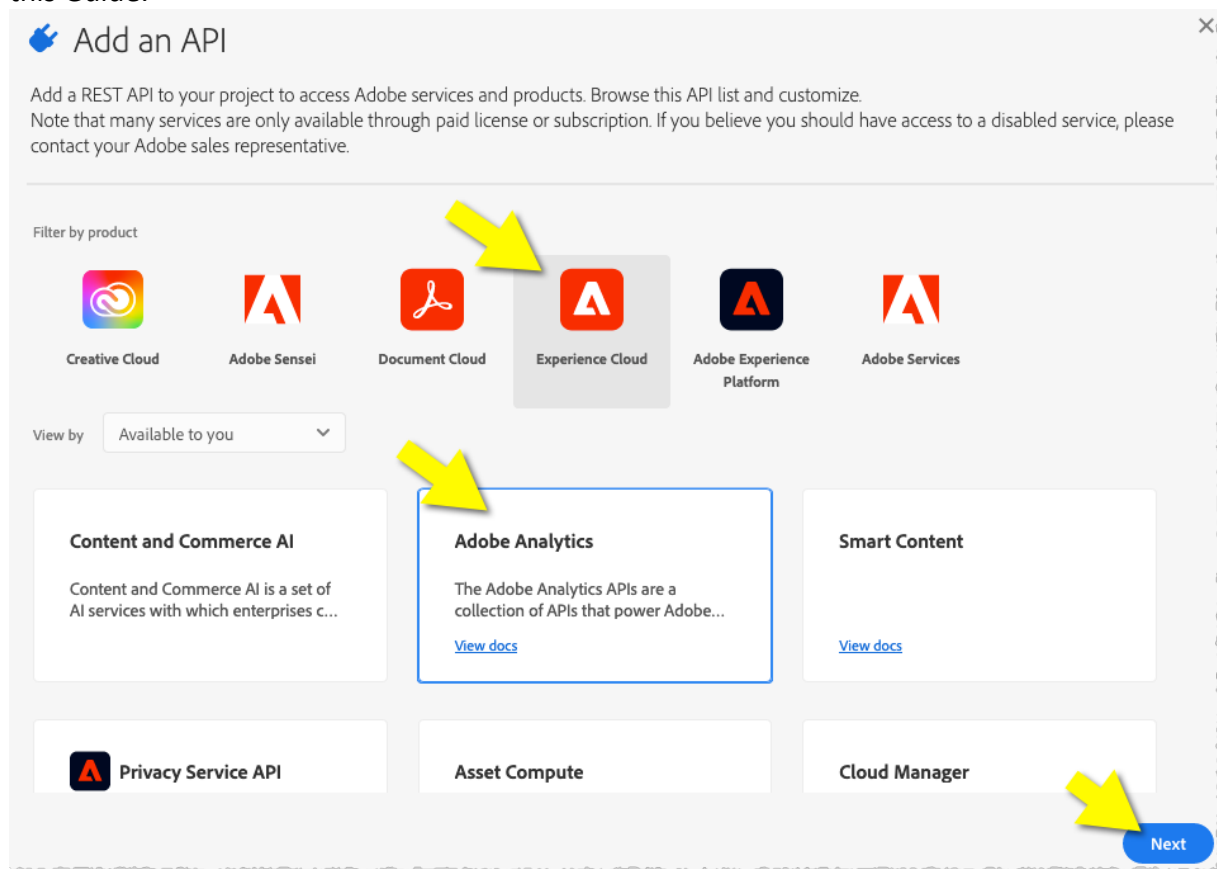 this Guide.
Add an API
Add a REST API to your project to access Adobe services and products. Browse this API list and customize.
Note that many services are only available through paid license or subscription. If you believe you should have access to a disabled service, please
contact your Adobe sales representative.
Filter by product
Creative Cloud
Adobe Sensei
Document Cloud
Experience Cloud
Adobe Experience
Platform
Adobe Services
View by
Available to you
Content and Commerce AI
Content and Commerce AI is a set of
AI services with which enterprises c...
Adobe Analytics
The Adobe Analytics APIs are a
collection of APIs that power Adobe...
View docs
Smart Content
View docs
Privacy Service API
Asset Compute
Cloud Manager
Next